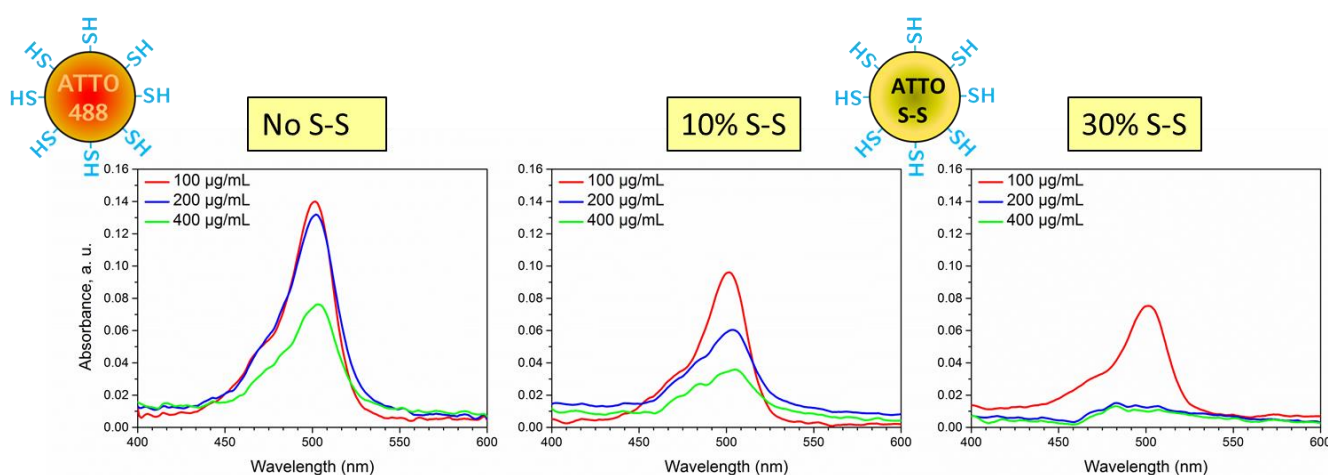 SH
HS
SH
HS
SH
HS
SH
HS
ATTO
488
No S-S
10% S-S
SH
HS
SH
HS
SH
HS
SH
HS
ATTO
S-S
30% S-S
Absorbance, a. u.
0.16
0.14
0.12
0.10
0.08
0.06
0.04
0.02
0.00
100 µg/mL
200 µg/mL
400 µg/mL
400 450 500 550 600
Wavelength (nm)
0.16
0.14
0.12
0.10
0.08
0.06
0.04
0.02
0.00
100 µg/mL
200 µg/mL
400 µg/mL
400 450 500 550 600
Wavelength (nm)
0.16
0.14
0.12
0.10
0.08
0.06
0.04
0.02
0.00
100 µg/mL
200 µg/mL
400 µg/mL
400 450 500 550 600
Wavelength (nm)